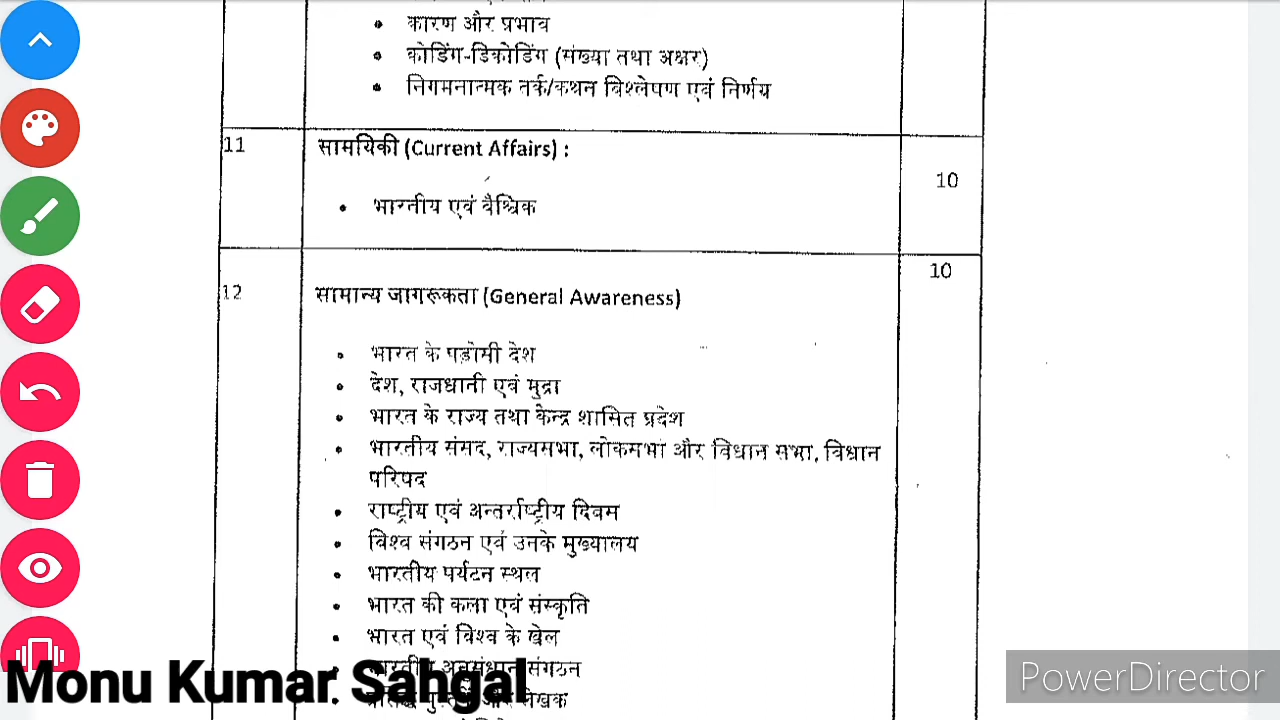 कारण और प्रभाव
कोडिंग-डिकोडिंग (संख्या तथा अक्षर)
निगमनात्मक तर्क/कथन विश्लेषण एवं निर्णय
11 सामयिकी (Current Affairs) : 10
भारतीय एवं वैश्विक
10
12 सामान्य जागरूकता (General Awareness)
भारत के पड़ोसी देश
देश, राजधानी एवं मुद्रा
भारत के राज्य तथा केन्द्र शासित प्रदेश
भारतीय संसद, राज्यसभा, लोकसभा और विधान सभा, विधान
परिषद
राष्ट्रीय एवं अन्तर्राष्ट्रीय दिवस
विश्व संगठन एवं उनके मुख्यालय
भारतीय पर्यटन स्थल
भारत की कला एवं संस्कृति
भारत एवं विश्व के खेल
भारतीय अनुसंधान संगठन
और लेखक
Monu Kumar Sahgal
PowerDirector